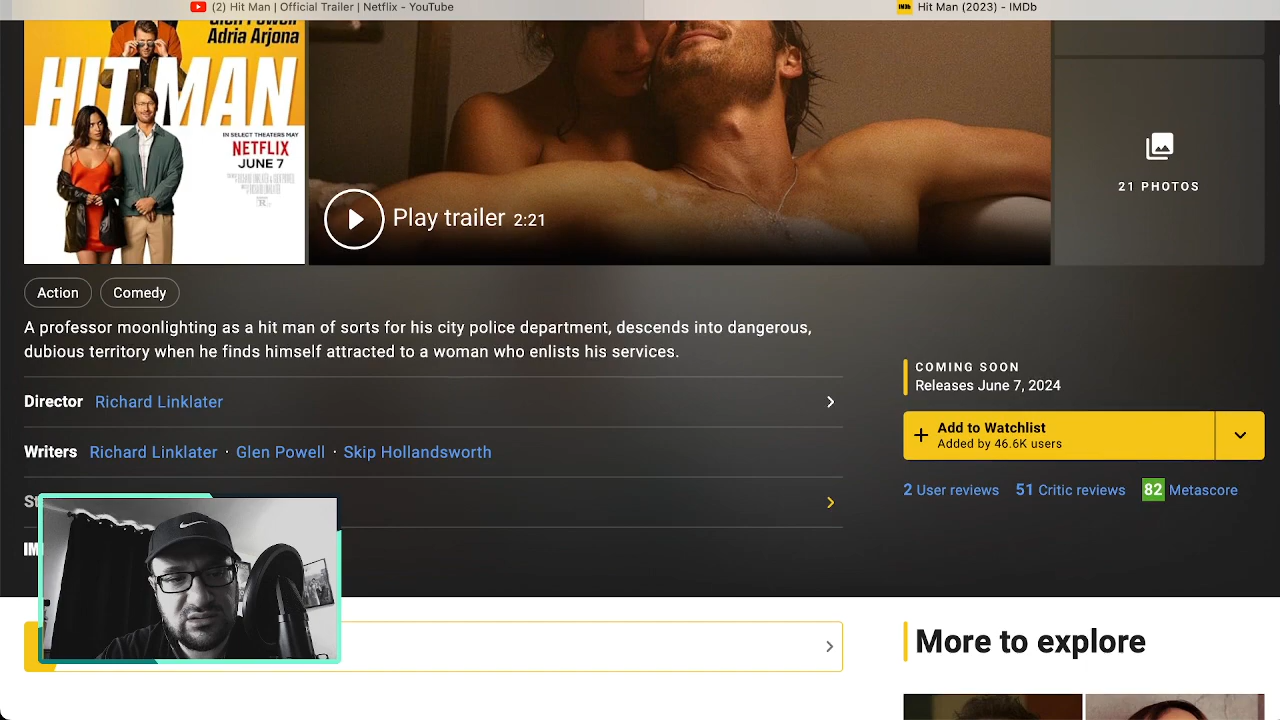 (2) Hit Man | Official Trailer | Netflix - YouTube
IMDb Hit Man (2023) - IMDb
Glen Powell
Adria Arjona
HIT MAN
IN SELECT THEATERS MAY
NETFLIX
JUNE 7
Play trailer 2:21
21 PHOTOS
Action
Comedy
A professor moonlighting as a hit man of sorts for his city police department, descends into dangerous,
dubious territory when he finds himself attracted to a woman who enlists his services.
Director Richard Linklater
Writers Richard Linklater · Glen Powell · Skip Hollandsworth
St
IM
COMING SOON
Releases June 7, 2024
Add to Watchlist
Added by 46.6K users
2 User reviews 51 Critic reviews 82 Metascore
More to explore